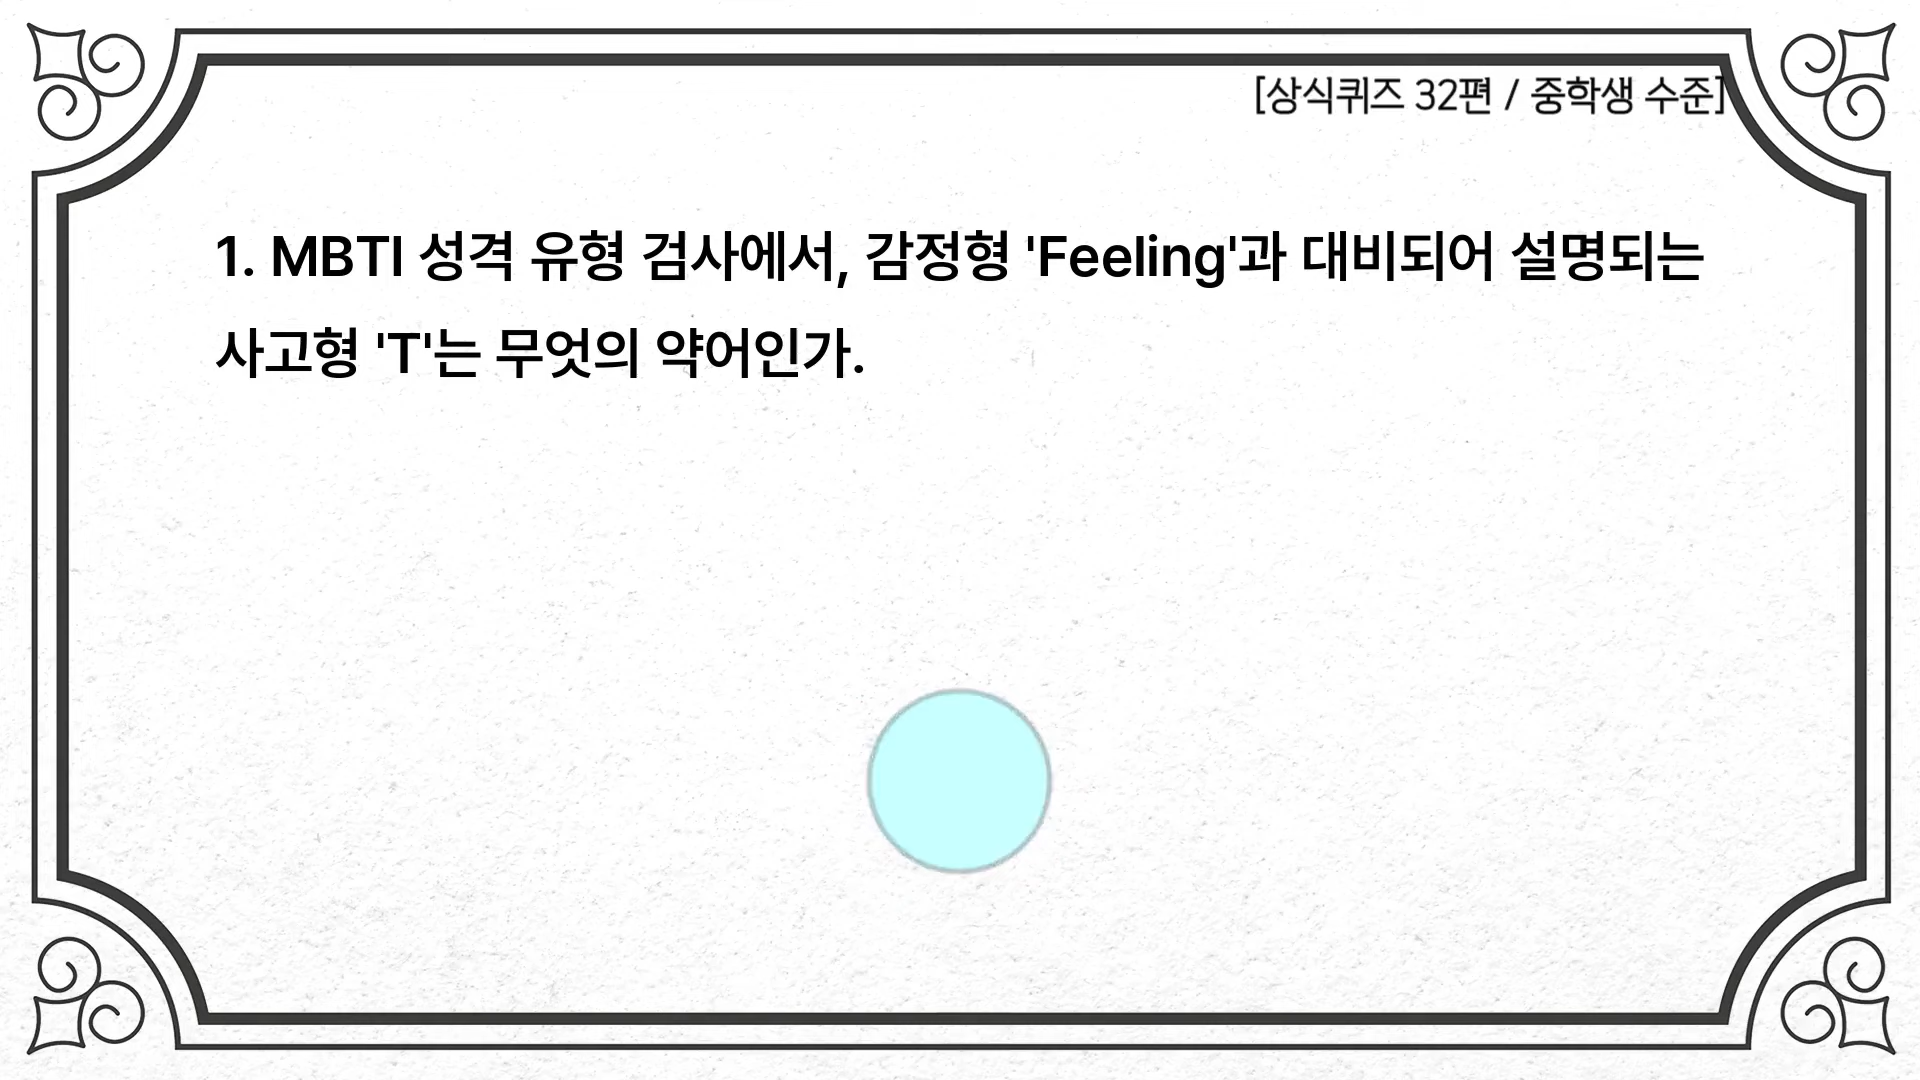 [상식퀴즈 32편 / 중학생 수준]
1. MBTI 성격 유형 검사에서, 감정형 'Feeling'과 대비되어 설명되는
사고형 'T'는 무엇의 약어인가.